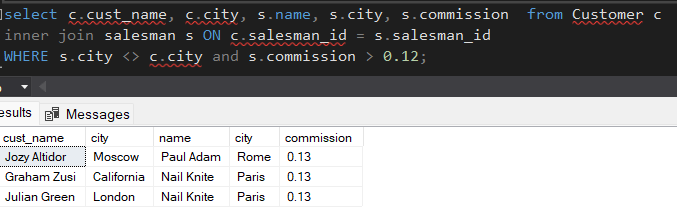 select c.cust_name, c.city, s.name, s.city, s.commission from Customer c
inner join salesman s ON c.salesman_id = s.salesman_id
WHERE s.city <> c.city and s.commission > 0.12;
esults Messages
cust_name city name city commission
Jozy Altidor Moscow Paul Adam Rome 0.13
Graham Zusi California Nail Knite Paris 0.13
Julian Green London Nail Knite Paris 0.13